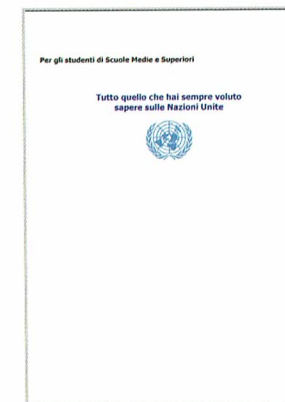 Per gli studenti di Scuole Medie e Superiori
Tutto quello che hai sempre voluto
sapere sulle Nazioni Unite